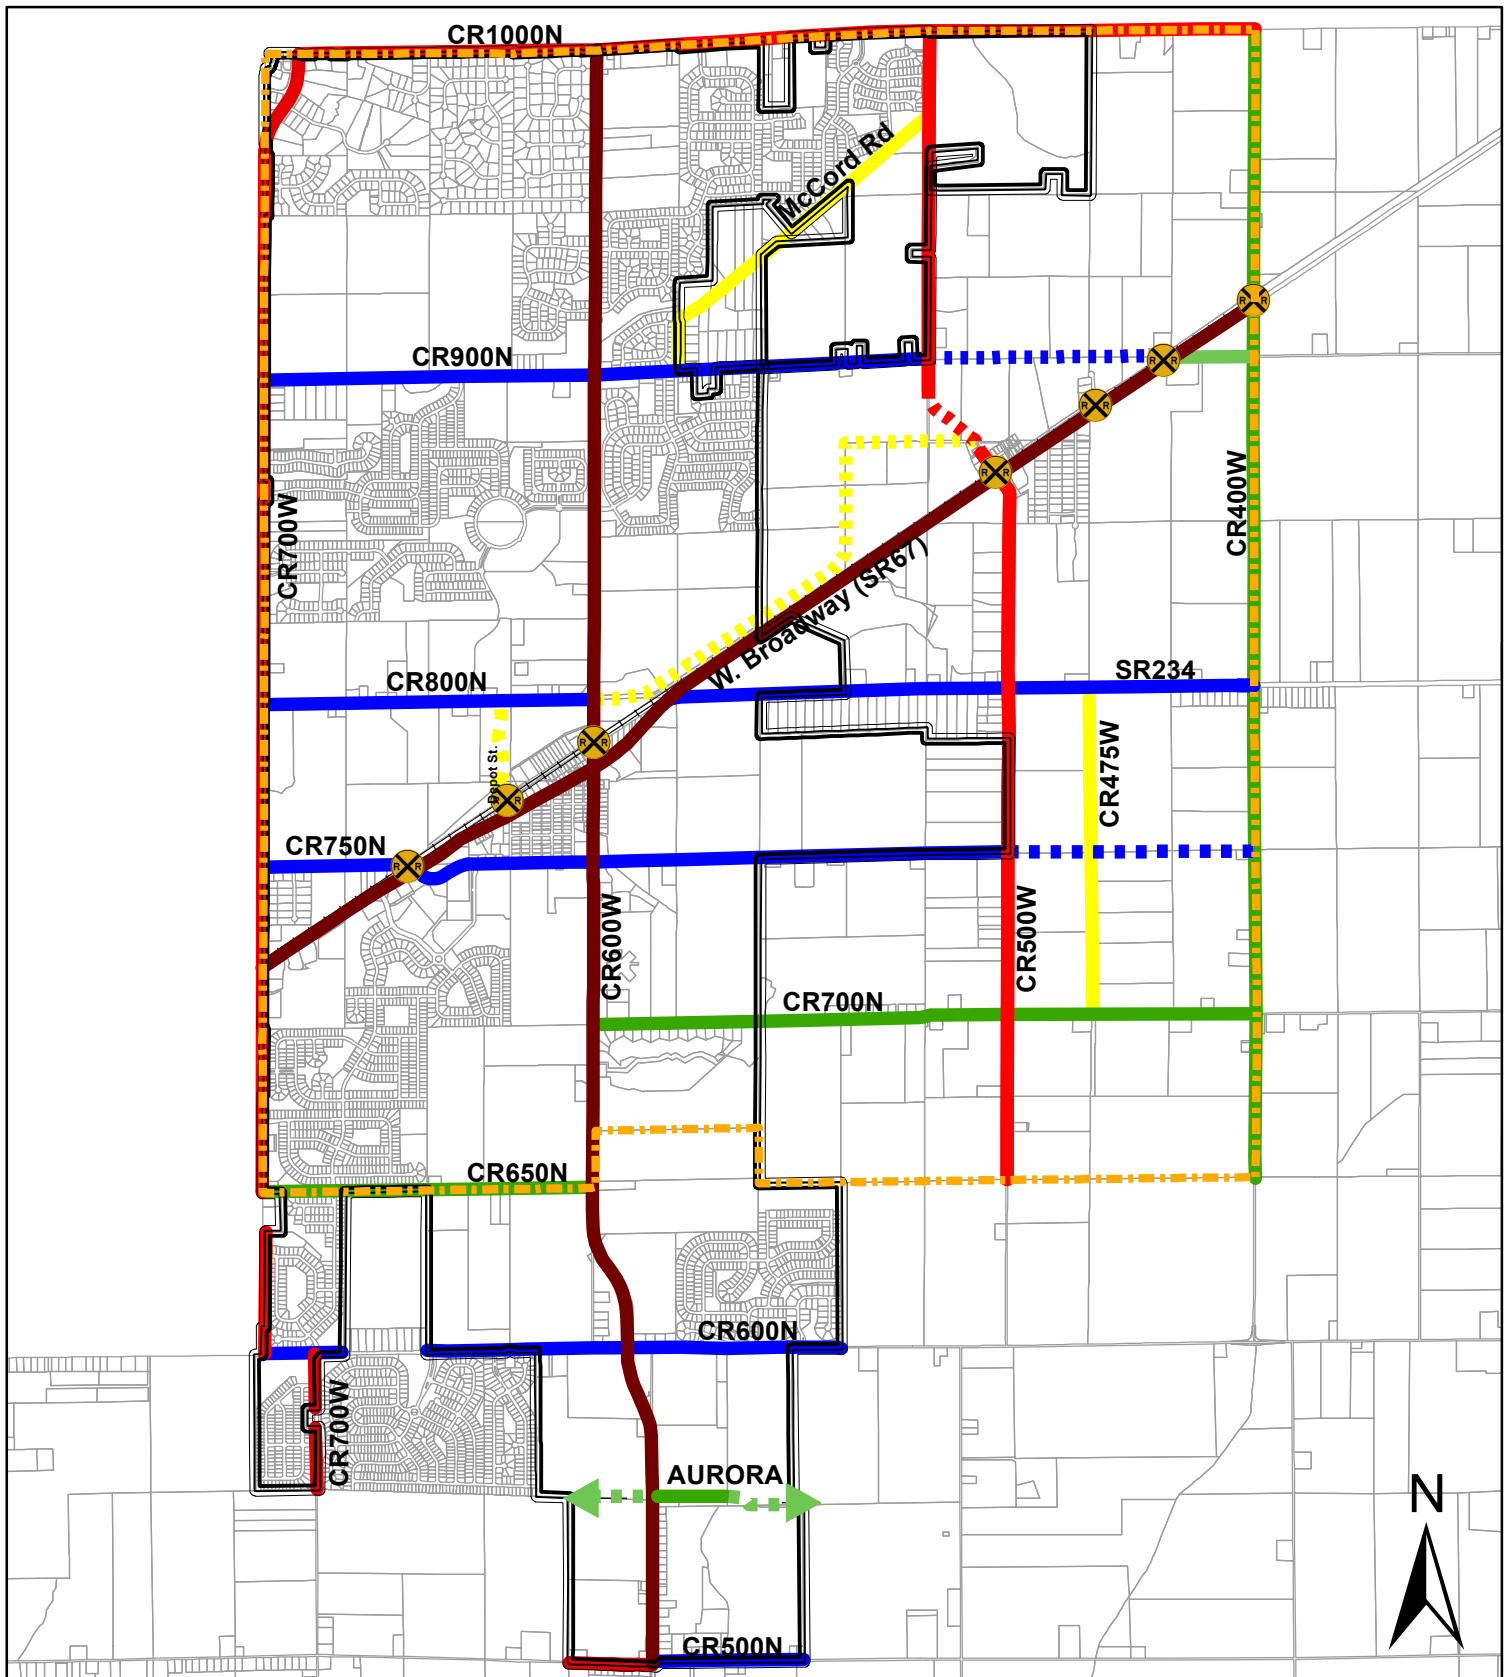 CR1000N
McCord Rd
R R
CR900N
R R
R R
CR400W
R R
CR700W
W. Broadway (SR67)
SR234
CR800N
R R
CR475W
Depot St.
R R
CR750N
R R
CR600W
CR500W
CR700N
CR650N
CR600N
CR700W
AURORA
N
CR500N